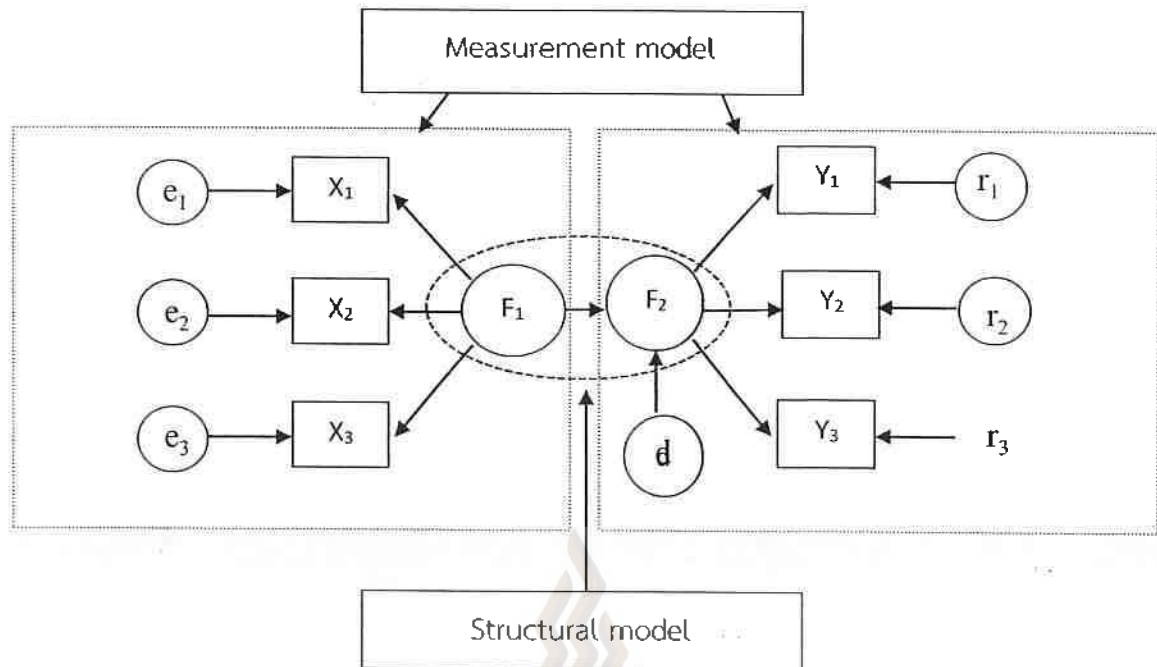 Measurement model
e₁ X₁ Y₁ r₁
e₂ X₂ F₁ F₂ Y₂ r₂
e₃ X₃ d Y₃ r₃
Structural model